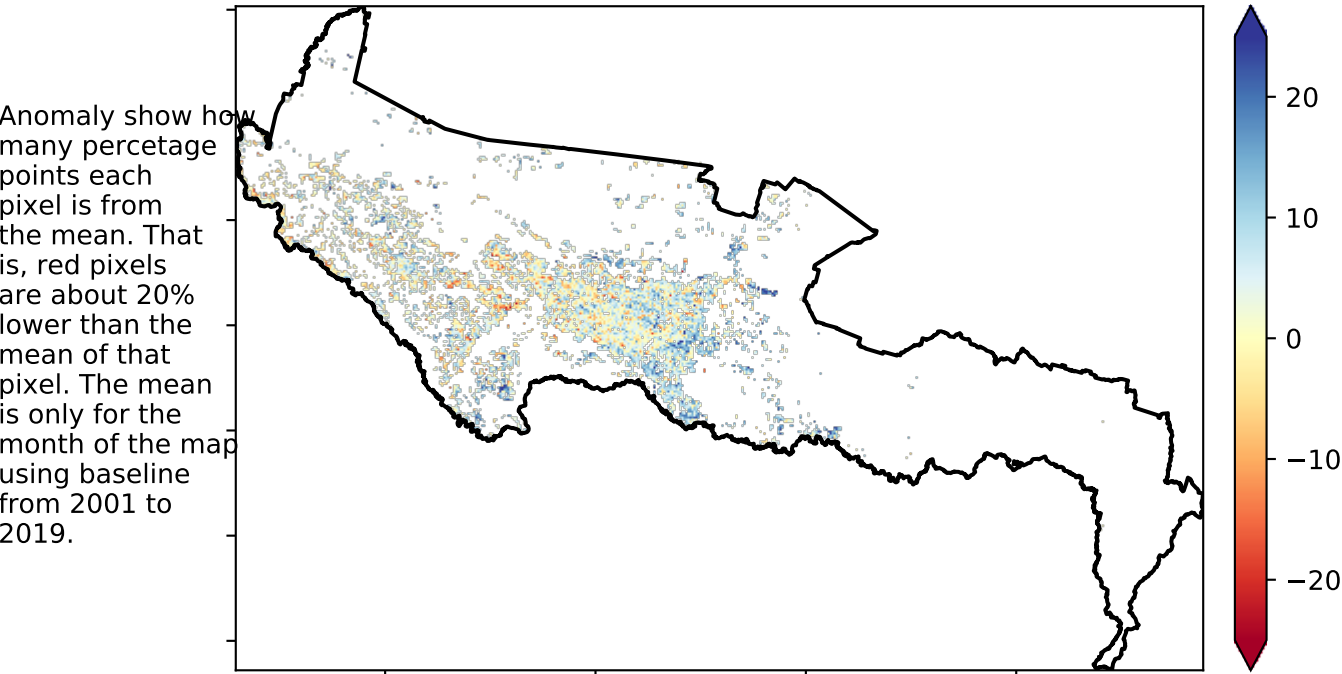 Anomaly show how
many percetage
points each
pixel is from
the mean. That
is, red pixels
are about 20%
lower than the
mean of that
pixel. The mean
is only for the
month of the map
using baseline
from 2001 to
2019.
20
10
0
−10
−20